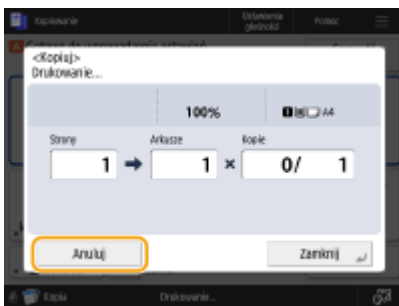 Kopiowanie
Ustawienia głośności
Pomoc
<Kopiuj>
Drukowanie...
100%
1 A4
Strony
Arkusze
Kopie
1
1
×
0/ 1
Anuluj
Zamknij
Kopia
Drukowanie...